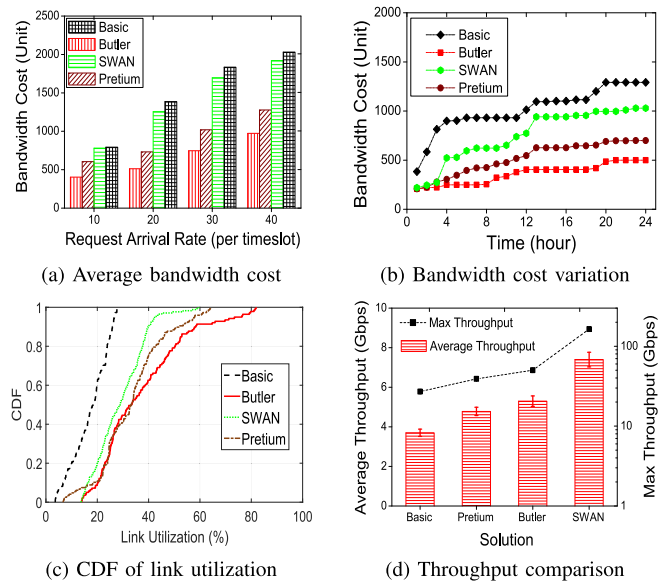 2500
2000
1500
1000
500
0
Bandwidth Cost (Unit)
Basic
Butler
SWAN
Pretium
10 20 30 40
Request Arrival Rate (per timeslot)
(a) Average bandwidth cost
2000
1500
1000
500
0
Bandwidth Cost (Unit)
Basic
Butler
SWAN
Pretium
0 4 8 12 16 20 24
Time (hour)
(b) Bandwidth cost variation
1
0.8
0.6
0.4
0.2
0
CDF
Basic
Butler
SWAN
Pretium
0 20 40 60 80 100
Link Utilization (%)
(c) CDF of link utilization
10
8
6
4
2
0
Average Throughput (Gbps)
Max Throughput
Average Throughput
100
10
1
Max Throughput (Gbps)
Basic Pretium Butler SWAN
Solution
(d) Throughput comparison